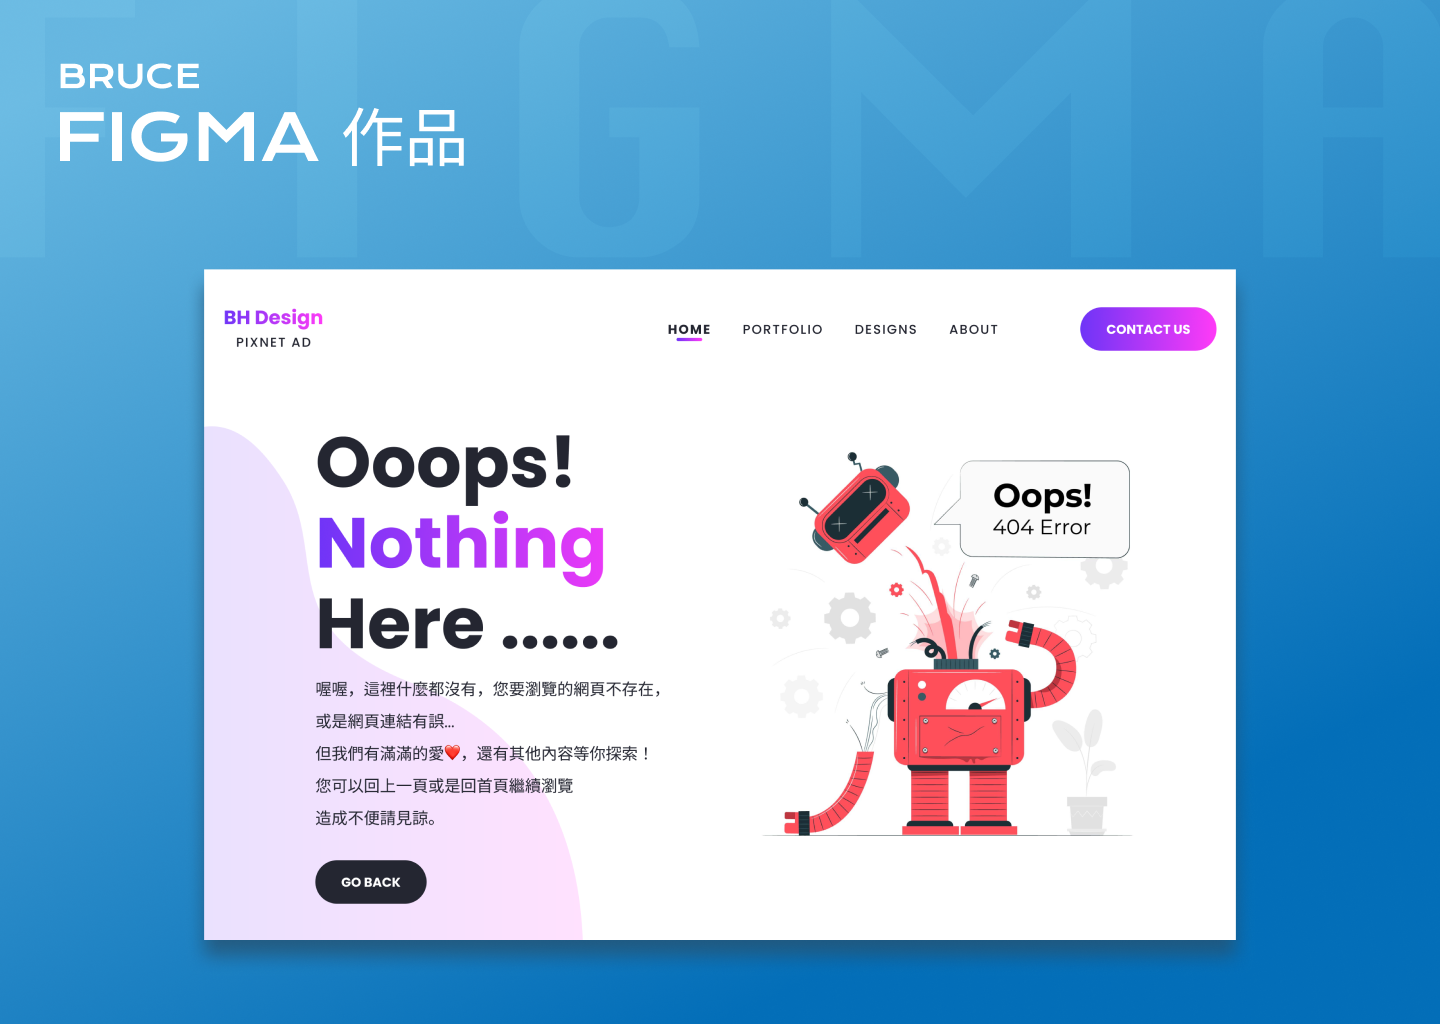 FIGMA
BRUCE
FIGMA 作品
BH Design
PIXNET AD
HOME
PORTFOLIO
DESIGNS
ABOUT
CONTACT US
Ooops!
Nothing
Here ......
喔喔，這裡什麼都沒有，您要瀏覽的網頁不存在，
或是網頁連結有誤...
但我們有滿滿的愛❤️，還有其他內容等你探索！
您可以回上一頁或是回首頁繼續瀏覽
造成不便請見諒。
GO BACK
Oops!
404 Error